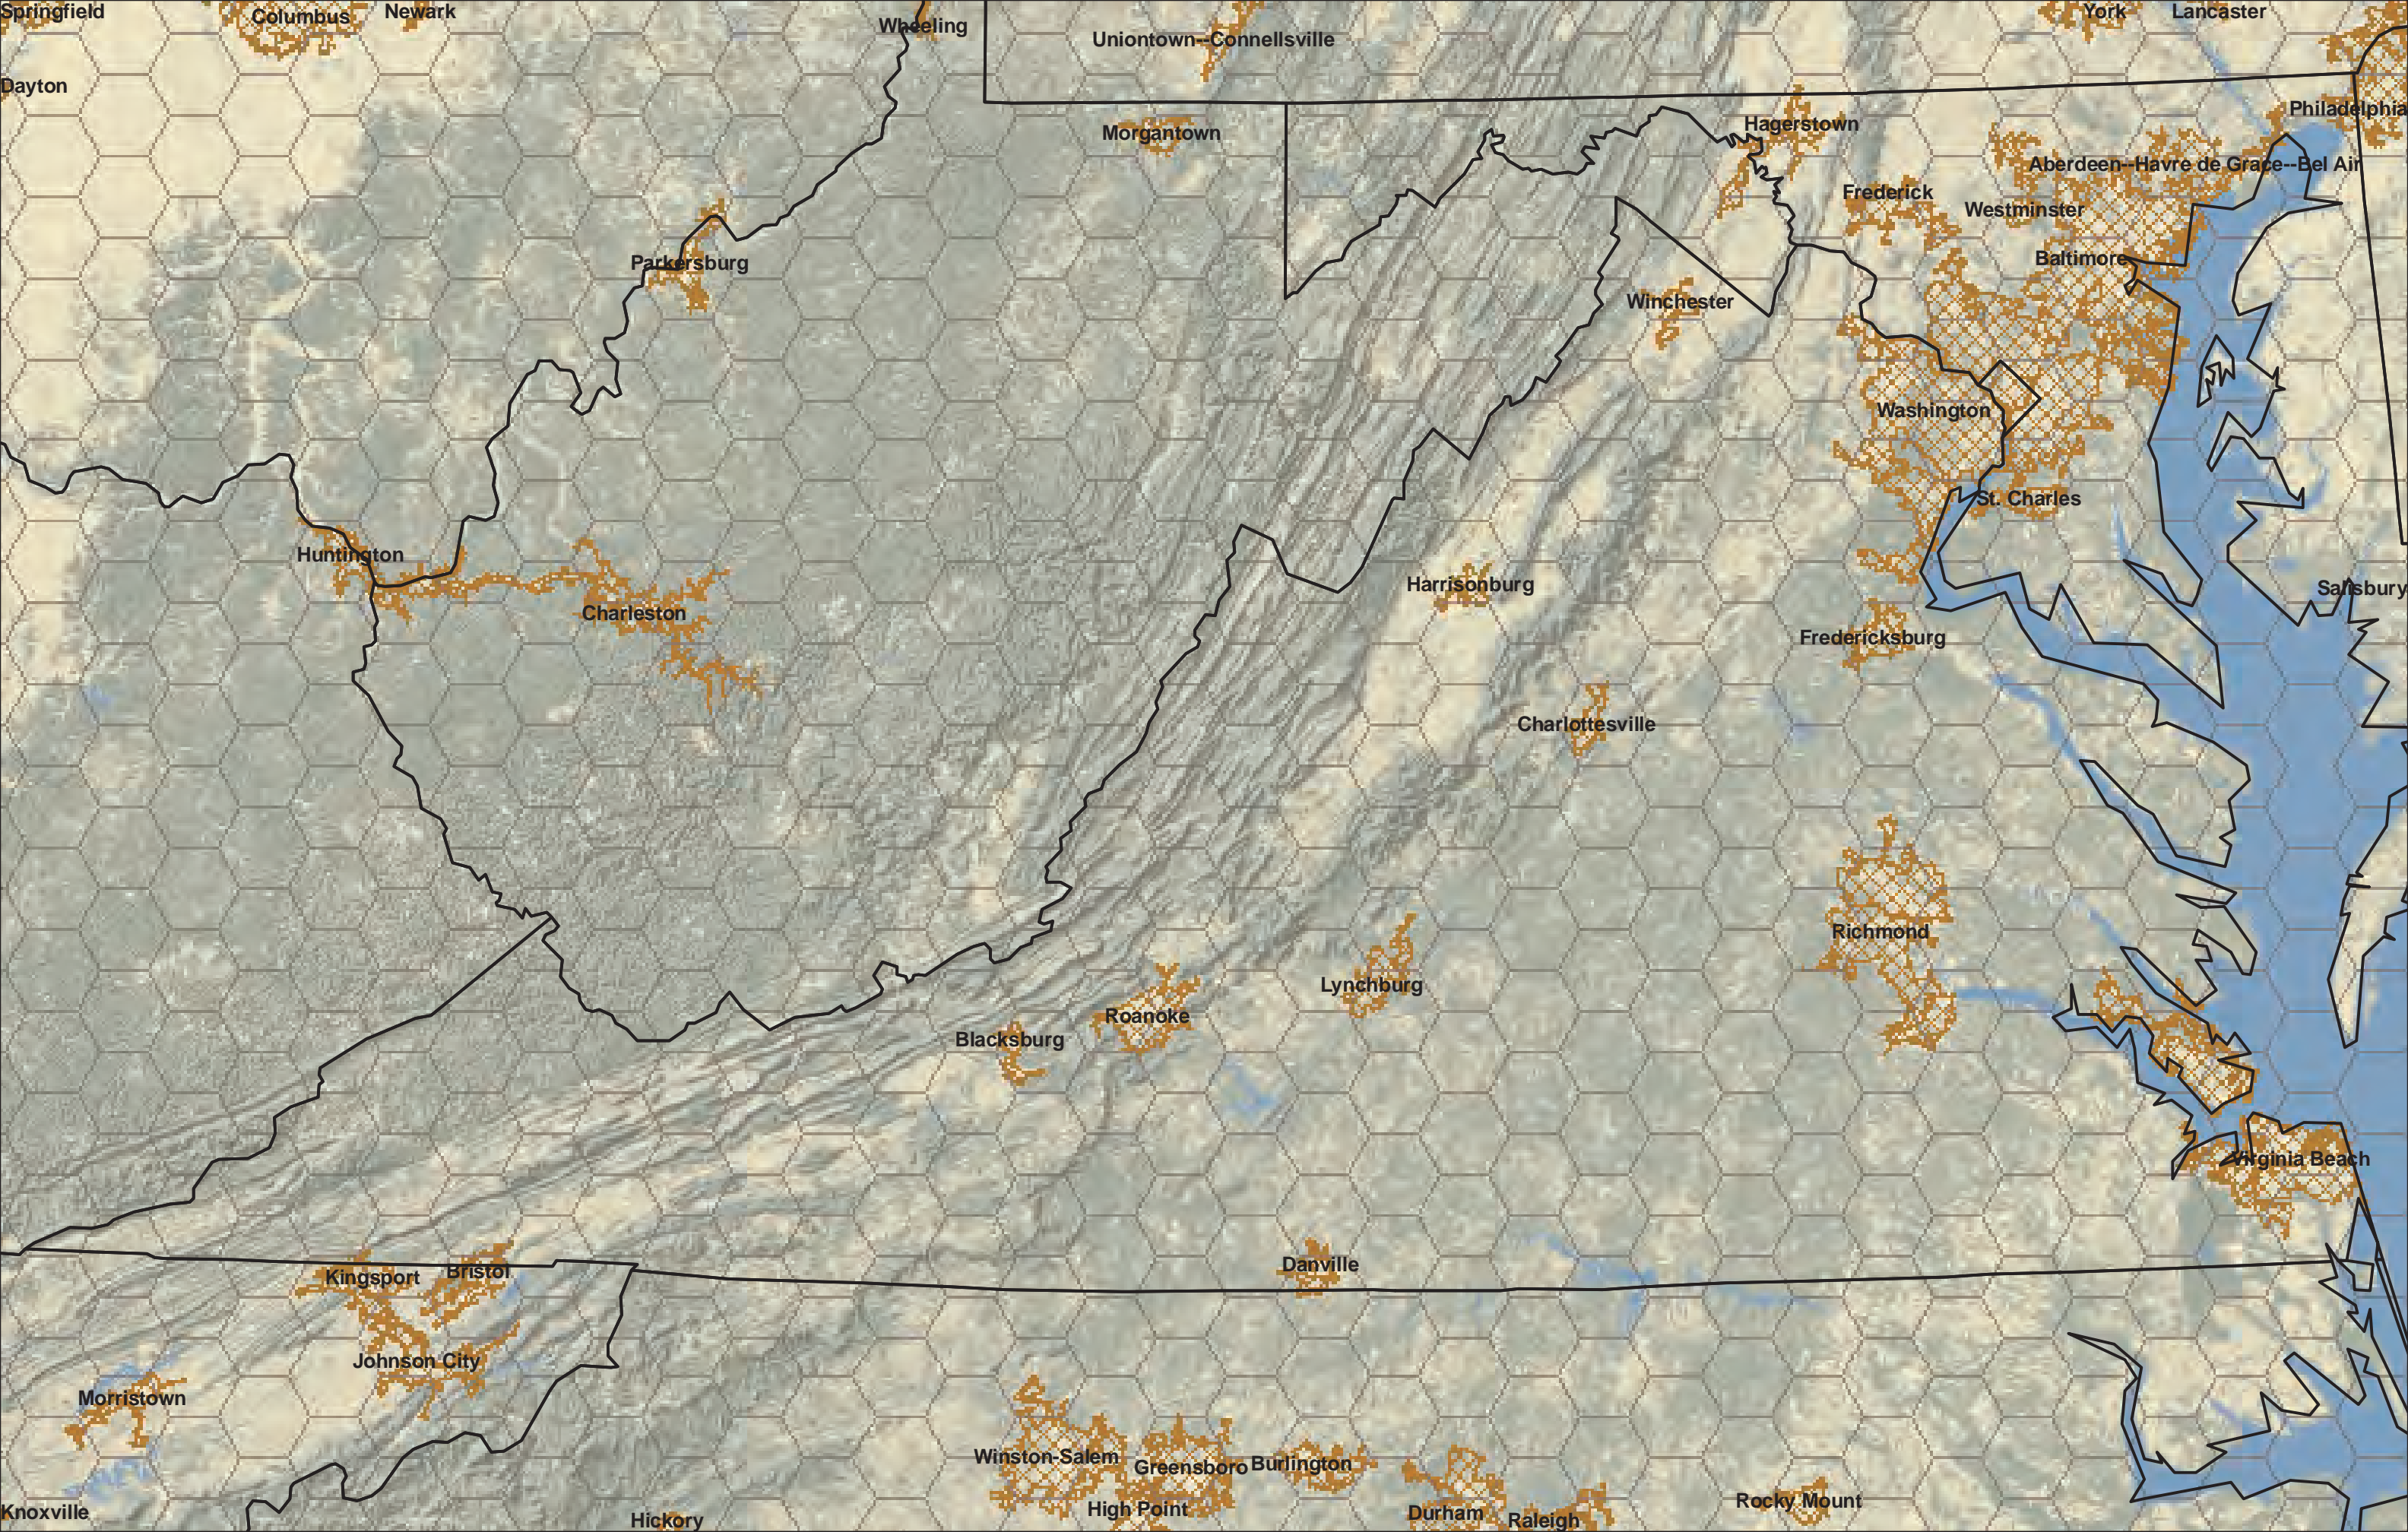 Springfield
Columbus
Newark
Wheeling
Uniontown--Connellsville
York
Lancaster
Dayton
Philadelphia
Morgantown
Hagerstown
Aberdeen--Havre de Grace--Bel Air
Frederick
Westminster
Parkersburg
Baltimore
Winchester
Washington
St. Charles
Huntington
Harrisonburg
Salisbury
Charleston
Fredericksburg
Charlottesville
Richmond
Lynchburg
Roanoke
Blacksburg
Virginia Beach
Danville
Kingsport
Bristol
Johnson City
Morristown
Winston-Salem
Greensboro
Burlington
Rocky Mount
High Point
Knoxville
Durham
Hickory
Raleigh